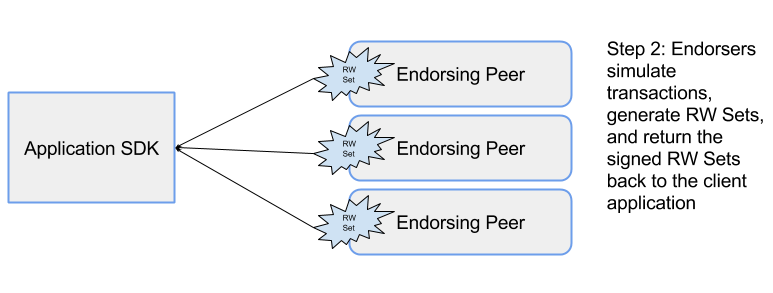 Application SDK
RW
Set
Endorsing Peer
RW
Set
Endorsing Peer
RW
Set
Endorsing Peer
Step 2: Endorsers
simulate
transactions,
generate RW Sets,
and return the
signed RW Sets
back to the client
application